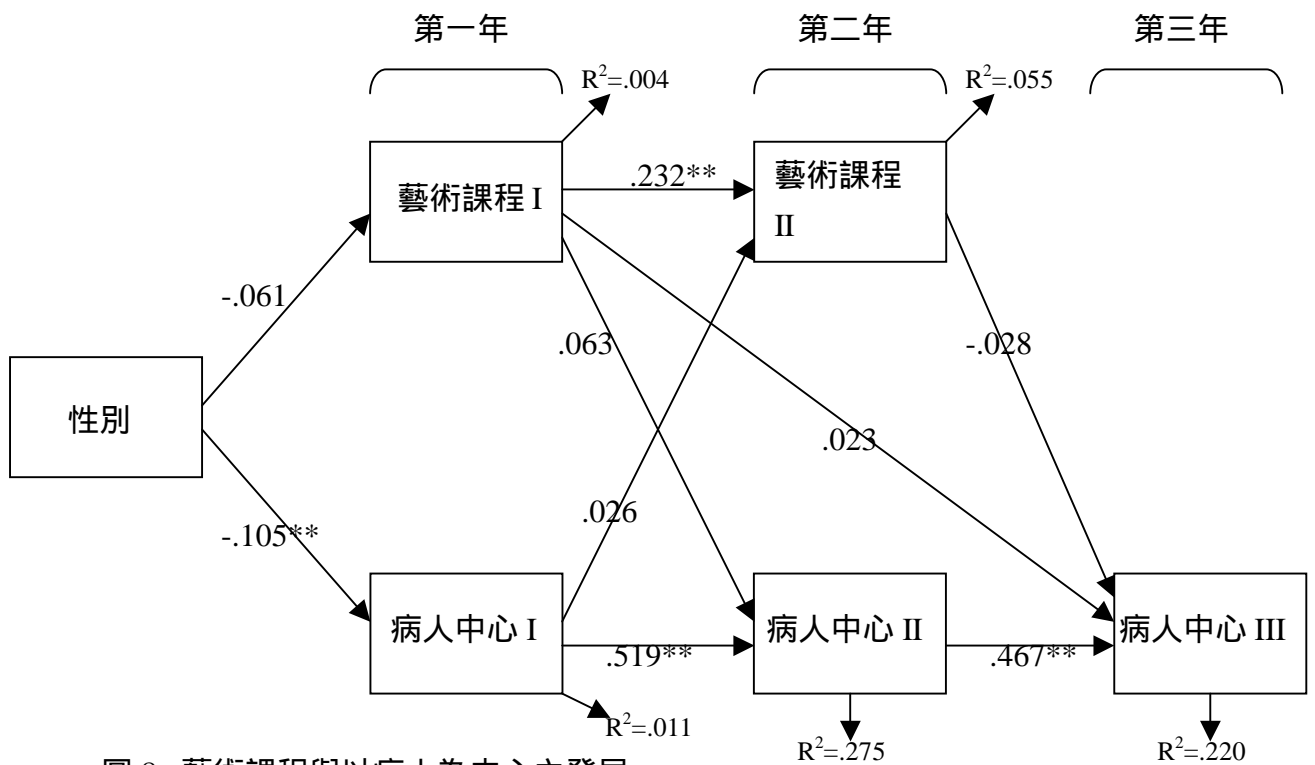 第一年
第二年
第三年
R²=.004
R²=.055
藝術課程 I
.232**
藝術課程
II
-.061
.063
-.028
性別
.023
.026
-.105**
病人中心 I
.519**
病人中心 II
.467**
病人中心 III
R²=.011
R²=.275
R²=.220